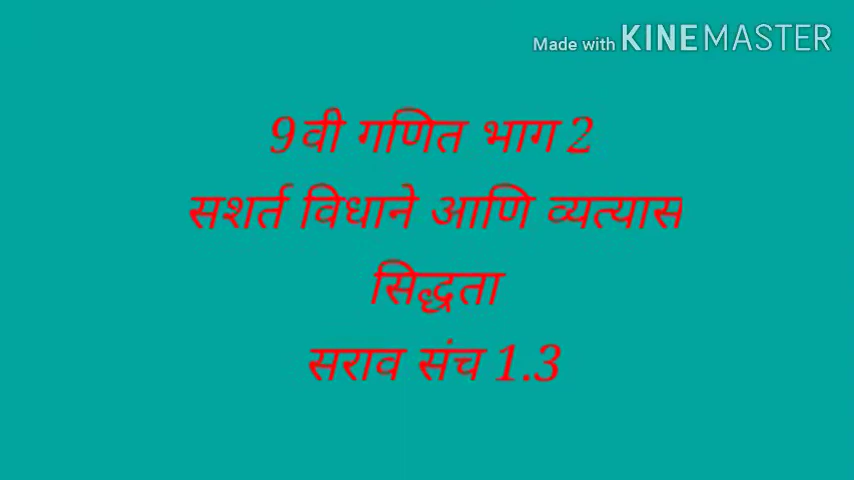 Made with KINEMASTER
9वी गणित भाग 2
सशर्त विधाने आणि व्यत्यास
सिद्धता
सराव संच 1.3